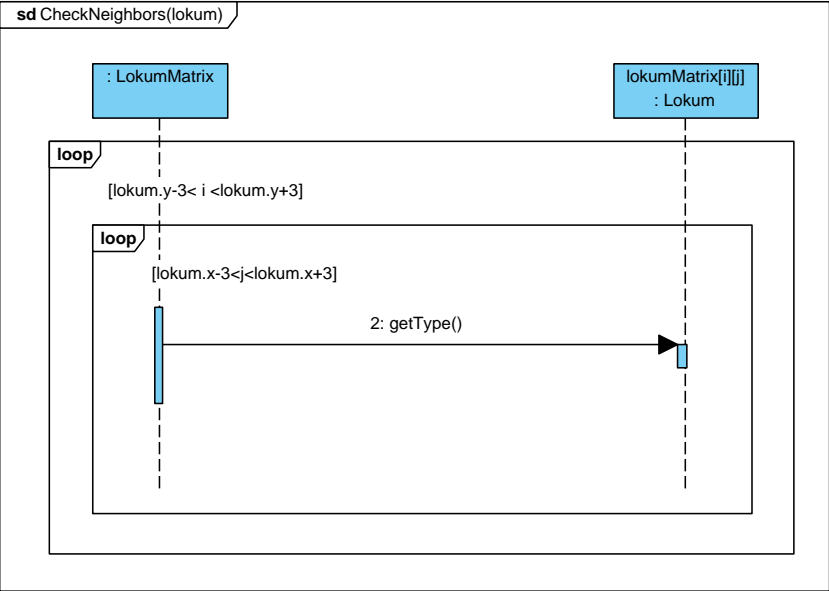 sd CheckNeighbors(lokum)
: LokumMatrix
lokumMatrix[i][j]
: Lokum
loop
[lokum.y-3< i <lokum.y+3]
loop
[lokum.x-3<j<lokum.x+3]
2: getType()